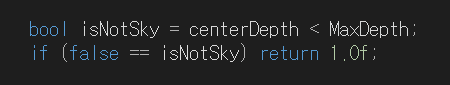 bool isNotSky = centerDepth < MaxDepth;
if (false == isNotSky) return 1.0f;